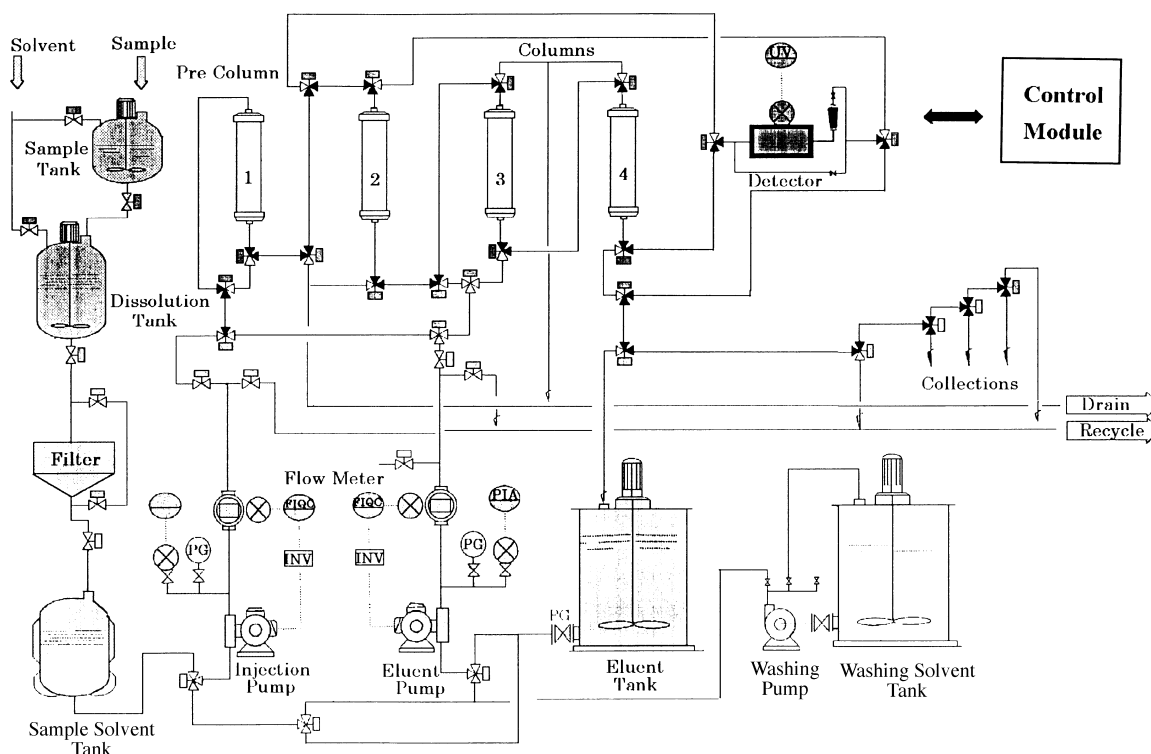 Solvent
Sample
Pre Column
Columns
UV
Control
Module
Sample
Tank
1
2
3
4
Detector
Dissolution
Tank
Collections
Drain
Recycle
Filter
Flow Meter
FIQC
FIQC
PIA
PG
INV
INV
PG
PG
Injection
Pump
Eluent
Pump
Eluent
Tank
Washing
Pump
Washing Solvent
Tank
Sample Solvent
Tank